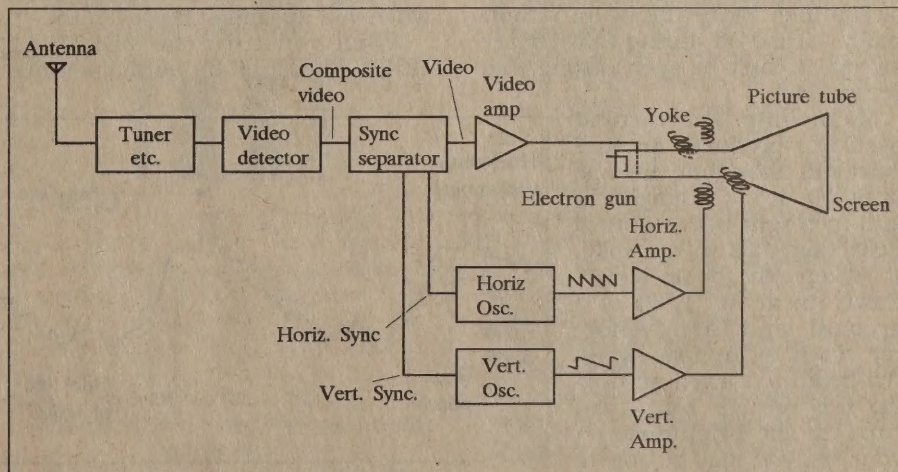 Antenna
Tuner
etc.
Video
detector
Composite
video
Sync
separator
Video
Video
amp
Yoke
Picture tube
Electron gun
Screen
Horiz.
Amp.
Horiz
Osc.
Horiz. Sync
Vert.
Osc.
Vert. Sync.
Vert.
Amp.